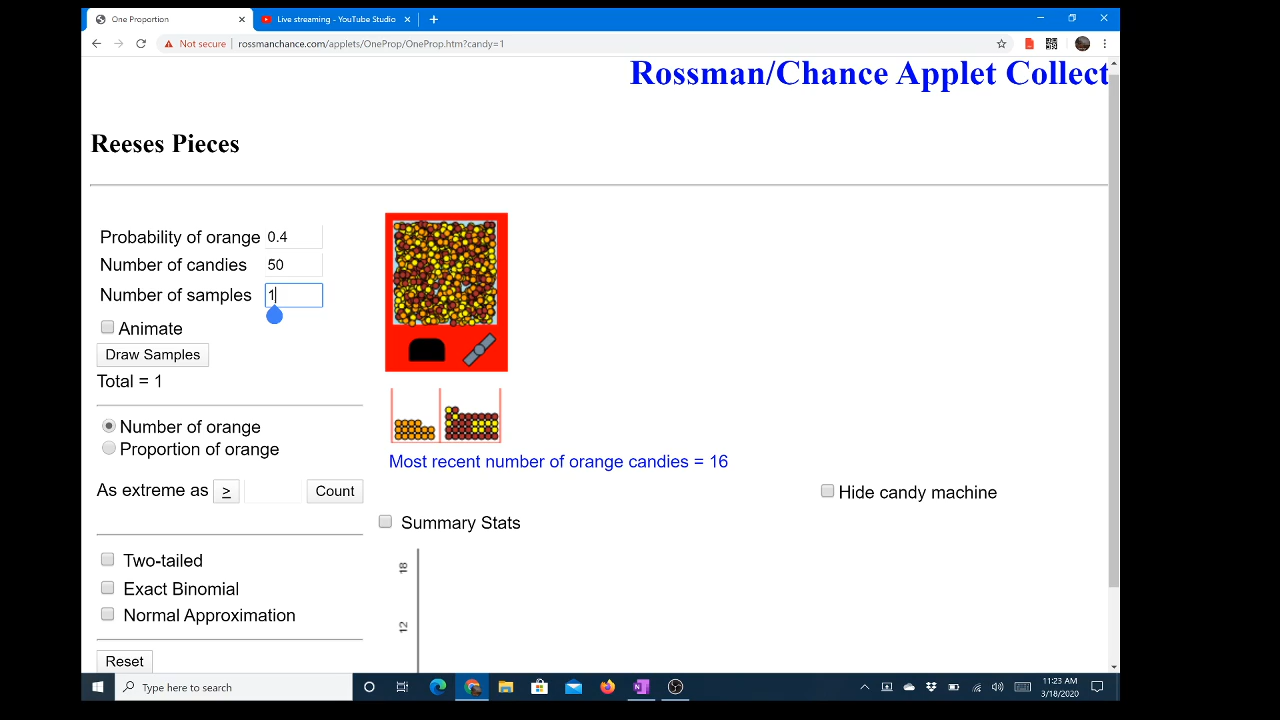 One Proportion
Live streaming - YouTube Studio
Not secure
rossmanchance.com/applets/OneProp/OneProp.htm?candy=1
Rossman/Chance Applet Collect
Reeses Pieces
Probability of orange 0.4
Number of candies 50
Number of samples 1
Animate
Draw Samples
Total = 1
Number of orange
Proportion of orange
As extreme as ≥ Count
Two-tailed
Exact Binomial
Normal Approximation
Reset
Most recent number of orange candies = 16
Hide candy machine
Summary Stats
18
12
Type here to search
11:23 AM
3/18/2020